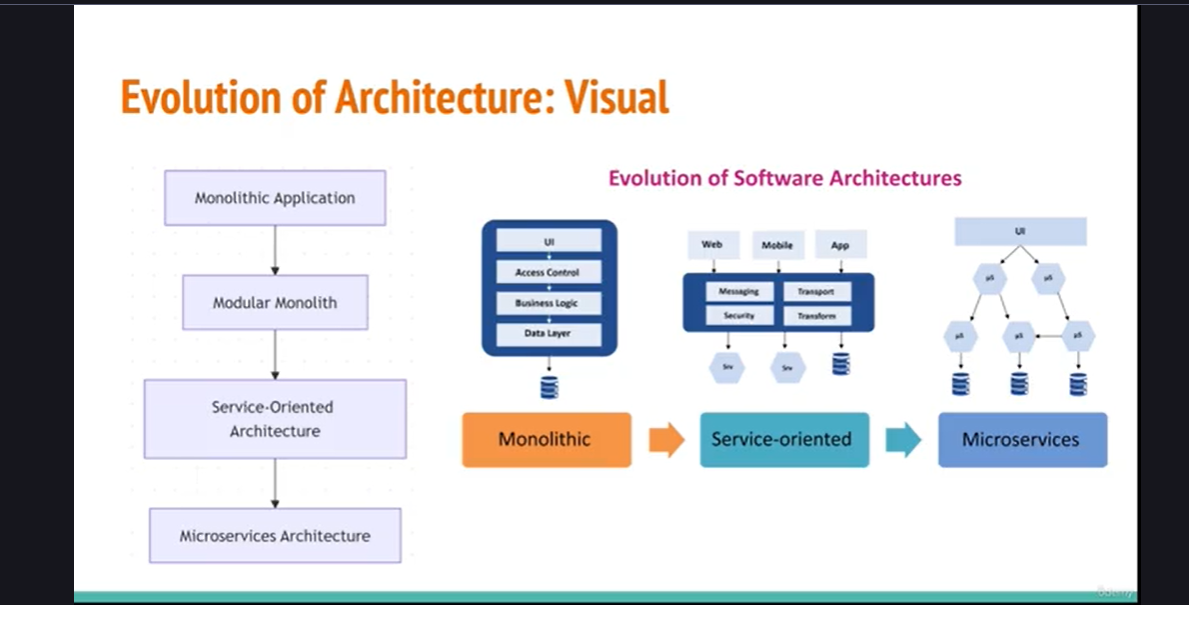 Evolution of Architecture: Visual
Monolithic Application
Modular Monolith
Service-Oriented
Architecture
Microservices Architecture
Evolution of Software Architectures
UI
Access Control
Business Logic
Data Layer
Monolithic
Web
Mobile
App
Messaging
Transport
Security
Transform
Srv
Srv
Service-oriented
UI
µS
µS
µS
µS
µS
Microservices
Udemy